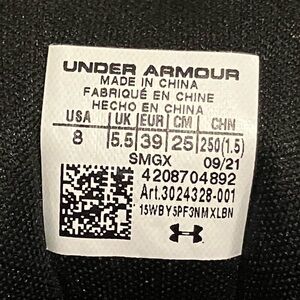 UNDER ARMOUR
MADE IN CHINA
FABRIQUÉ EN CHINE
HECHO EN CHINA
USA UK EUR CM CHN
8 5.5 39 25 250(1.5)
SMGX 09/21
4208704892
Art.3024328-001
15WBY5PF3NMXLBN